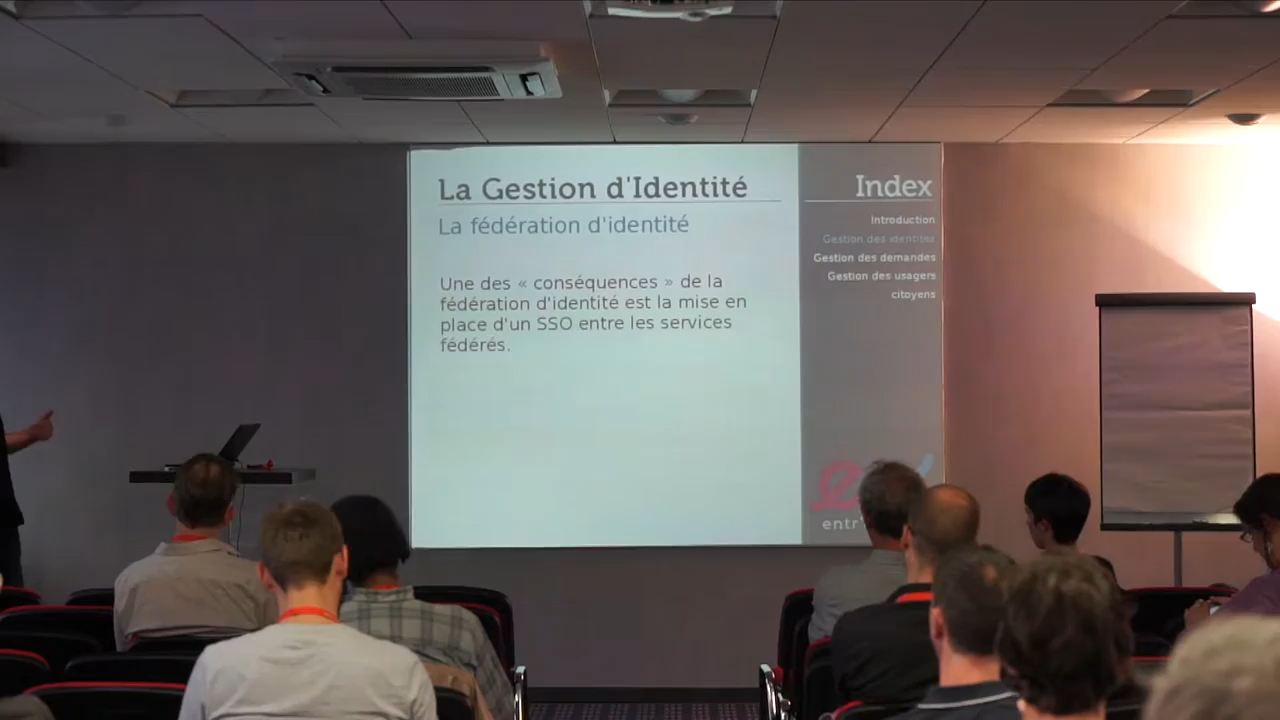 La Gestion d'Identité
La fédération d'identité
Une des « conséquences » de la
fédération d'identité est la mise en
place d'un SSO entre les services
fédérés.
Index
Introduction
Gestion des identités
Gestion des demandes
Gestion des usagers
citoyens
entr'